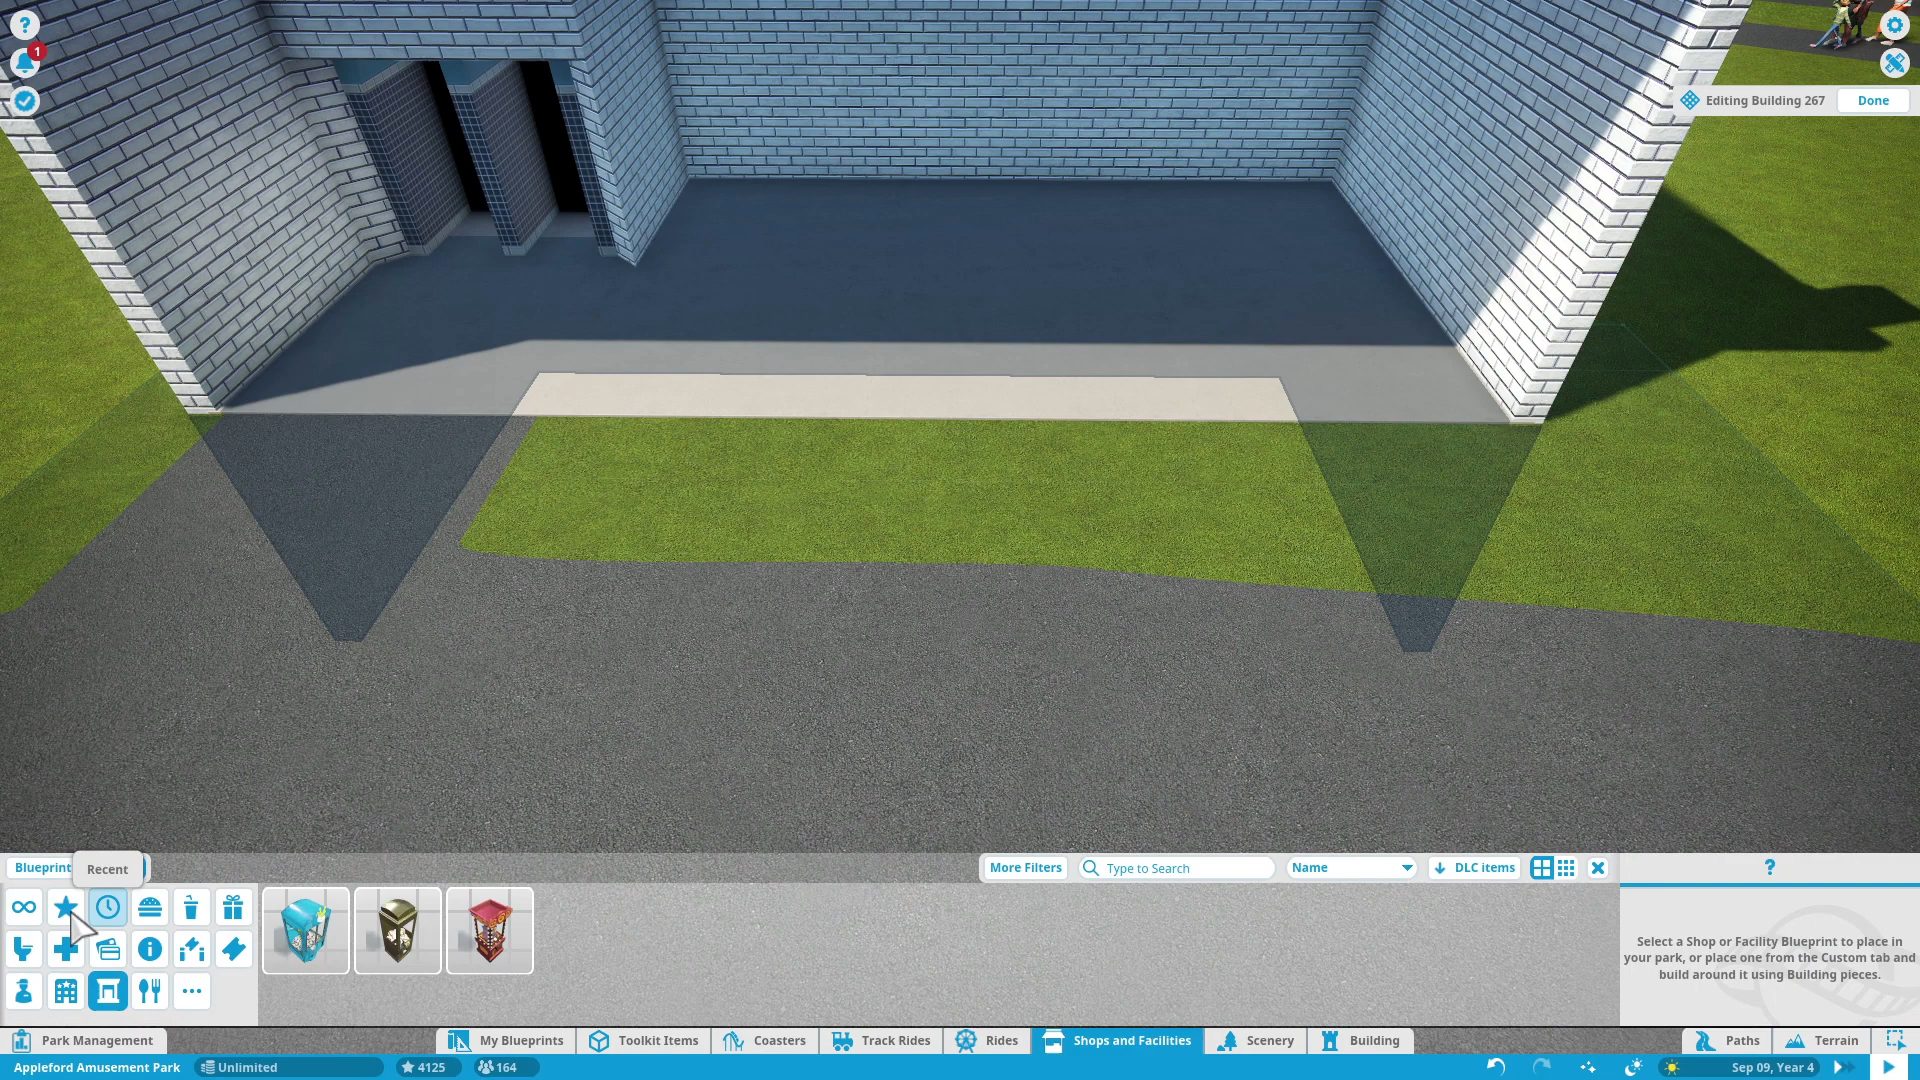 ?
1
Editing Building 267
Done
Blueprint
Recent
More Filters
Type to Search
Name
DLC items
?
Select a Shop or Facility Blueprint to place in
your park, or place one from the Custom tab and
build around it using Building pieces.
Park Management
My Blueprints
Toolkit Items
Coasters
Track Rides
Rides
Shops and Facilities
Scenery
Building
Paths
Terrain
Appleford Amusement Park
Unlimited
4125
164
Sep 09, Year 4